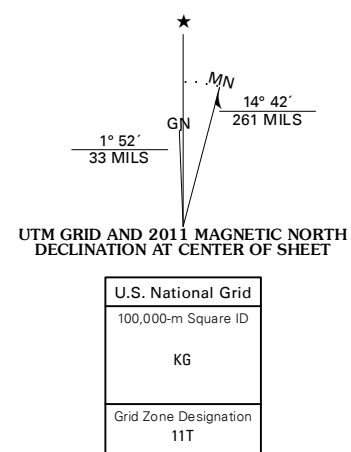 ★
MN
14° 42´
261 MILS
GN
1° 52´
33 MILS
UTM GRID AND 2011 MAGNETIC NORTH
DECLINATION AT CENTER OF SHEET
U.S. National Grid
100,000-m Square ID
KG
Grid Zone Designation
11T